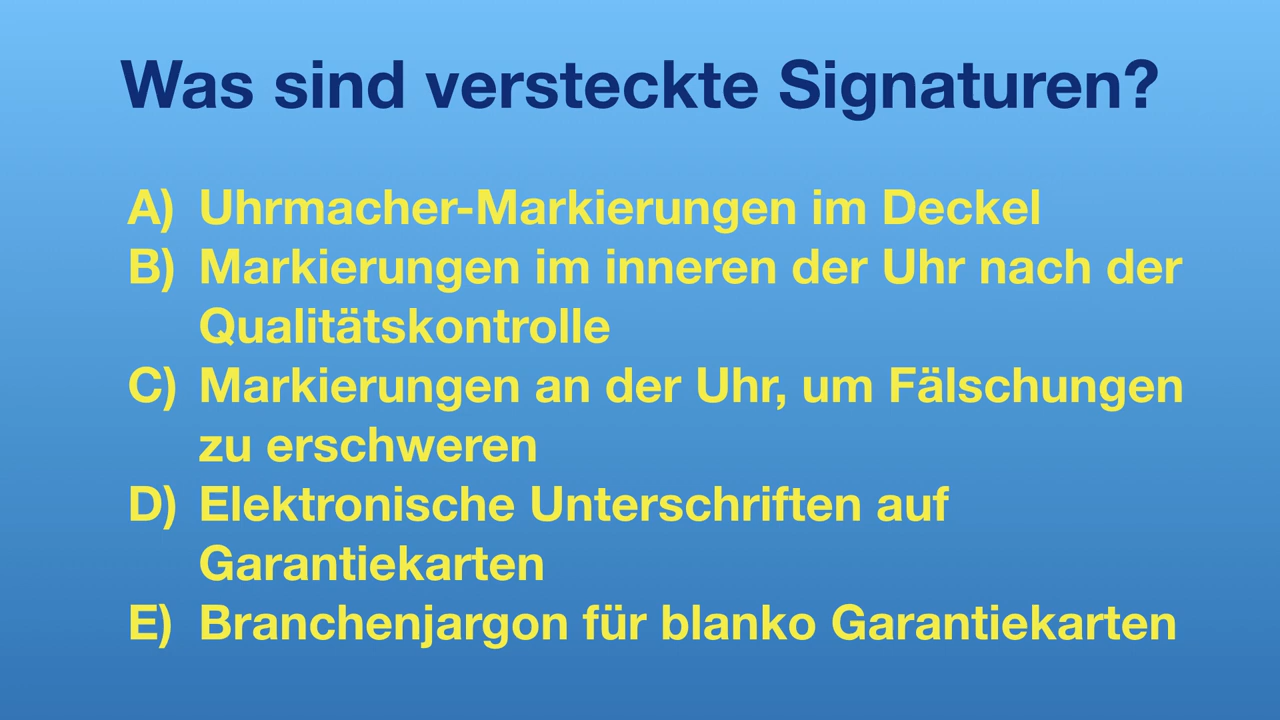 Was sind versteckte Signaturen?
A) Uhrmacher-Markierungen im Deckel
B) Markierungen im inneren der Uhr nach der
Qualitätskontrolle
C) Markierungen an der Uhr, um Fälschungen
zu erschweren
D) Elektronische Unterschriften auf
Garantiekarten
E) Branchenjargon für blanko Garantiekarten